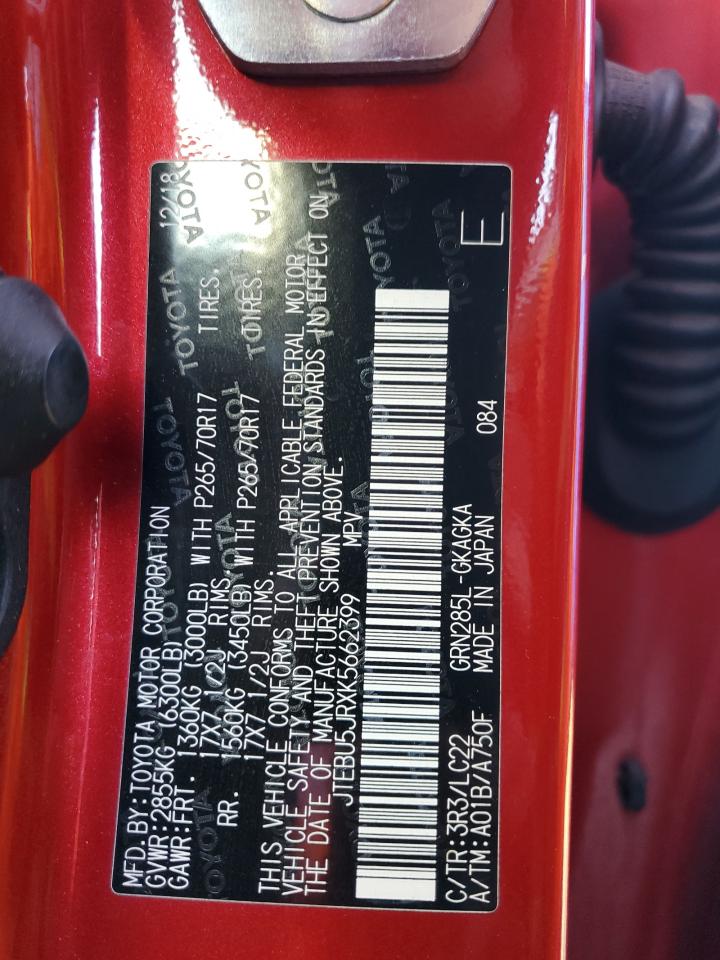 MFD. BY: TOYOTA MOTOR CORPORATION 12/18
GVWR: 2855KG (6300LB)
GAWR: FRT. 1360KG (3000LB) WITH P265/70R17 TIRES,
17X7 1/2J RIMS.
RR. 1560KG (3450LB) WITH P265/70R17 TIRES,
17X7 1/2J RIMS.
THIS VEHICLE CONFORMS TO ALL APPLICABLE FEDERAL MOTOR
VEHICLE SAFETY AND THEFT PREVENTION STANDARDS IN EFFECT ON
THE DATE OF MANUFACTURE SHOWN ABOVE.
JTEBU5JRXK5662399 MPV
C/TR: 3R3/LC22 GRN285L-GKAGKA 084
A/TM: A01B/A750F MADE IN JAPAN
E